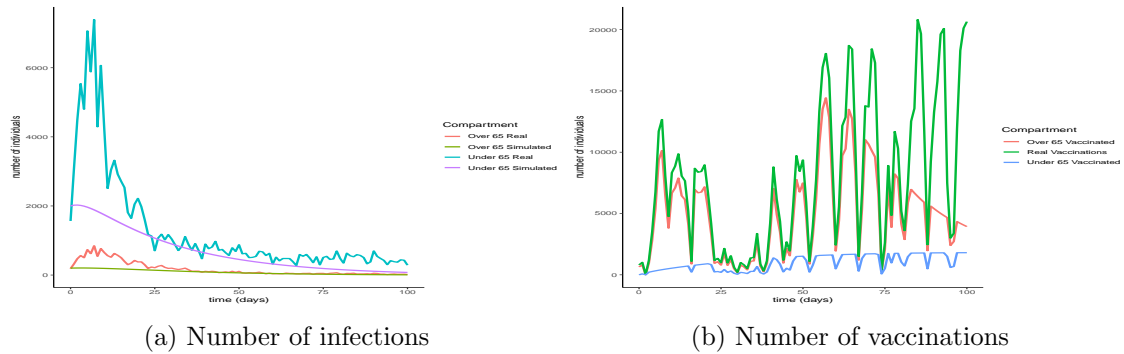 number of individuals
6000
4000
2000
0
0
25
50
75
100
time (days)
Compartment
Over 65 Real
Over 65 Simulated
Under 65 Real
Under 65 Simulated
(a) Number of infections
number of individuals
20000
15000
10000
5000
0
0
25
50
75
100
time (days)
Compartment
Over 65 Vaccinated
Real Vaccinations
Under 65 Vaccinated
(b) Number of vaccinations